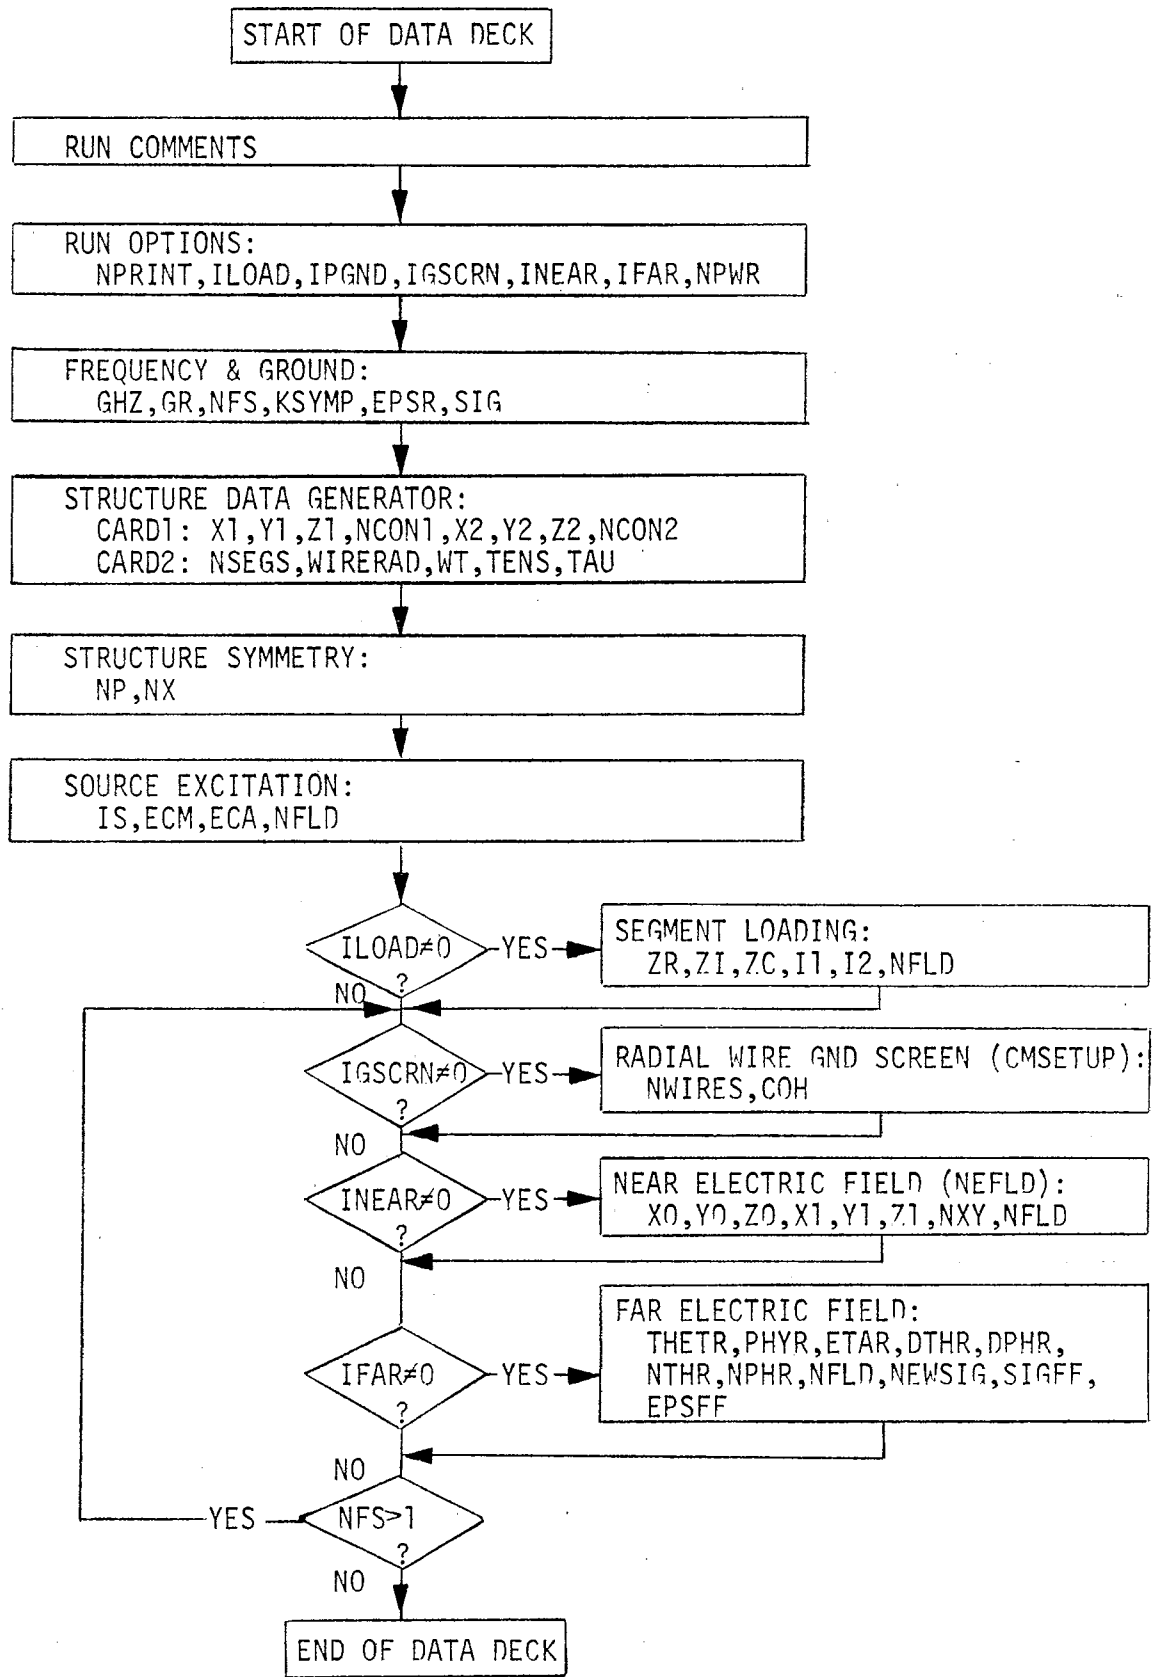 START OF DATA DECK
RUN COMMENTS
RUN OPTIONS:
NPRINT,ILOAD,IPGND,IGSCRN,INEAR,IFAR,NPWR
FREQUENCY & GROUND:
GHZ,GR,NFS,KSYMP,EPSR,SIG
STRUCTURE DATA GENERATOR:
CARD1: X1,Y1,Z1,NCON1,X2,Y2,Z2,NCON2
CARD2: NSEGS,WIRERAD,WT,TENS,TAU
STRUCTURE SYMMETRY:
NP,NX
SOURCE EXCITATION:
IS,ECM,ECA,NFLD
ILOAD≠0
?
YES
SEGMENT LOADING:
ZR,ZI,ZC,I1,I2,NFLD
NO
IGSCRN≠0
?
YES
RADIAL WIRE GND SCREEN (CMSETUP):
NWIRES,COH
NO
INEAR≠0
?
YES
NEAR ELECTRIC FIELD (NEFLD):
X0,Y0,Z0,X1,Y1,Z1,NXY,NFLD
NO
IFAR≠0
?
YES
FAR ELECTRIC FIELD:
THETR,PHYR,ETAR,DTHR,DPHR,
NTHR,NPHR,NFLD,NEWSIG,SIGFF,
EPSFF
NO
NFS>1
?
YES
NO
END OF DATA DECK